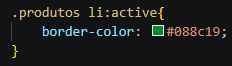 .produtos li:active{
    border-color: #088c19;
}